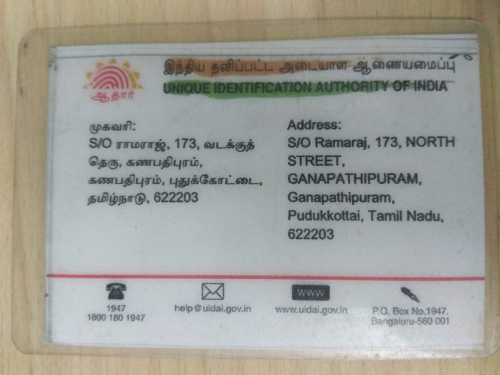 இந்திய தனிப்பட்ட அடையாள ஆணையமைப்பு
UNIQUE IDENTIFICATION AUTHORITY OF INDIA
ஆதார்
முகவரி:
S/O ராமராஜ், 173, வடக்குத்
தெரு, கணபதிபுரம்,
கணபதிபுரம், புதுக்கோட்டை,
தமிழ்நாடு, 622203
Address:
S/O Ramaraj, 173, NORTH
STREET,
GANAPATHIPURAM,
Ganapathipuram,
Pudukkottai, Tamil Nadu,
622203
1947
1800 180 1947
help@uidai.gov.in
www
www.uidai.gov.in
P.O. Box No.1947,
Bengaluru-560 001